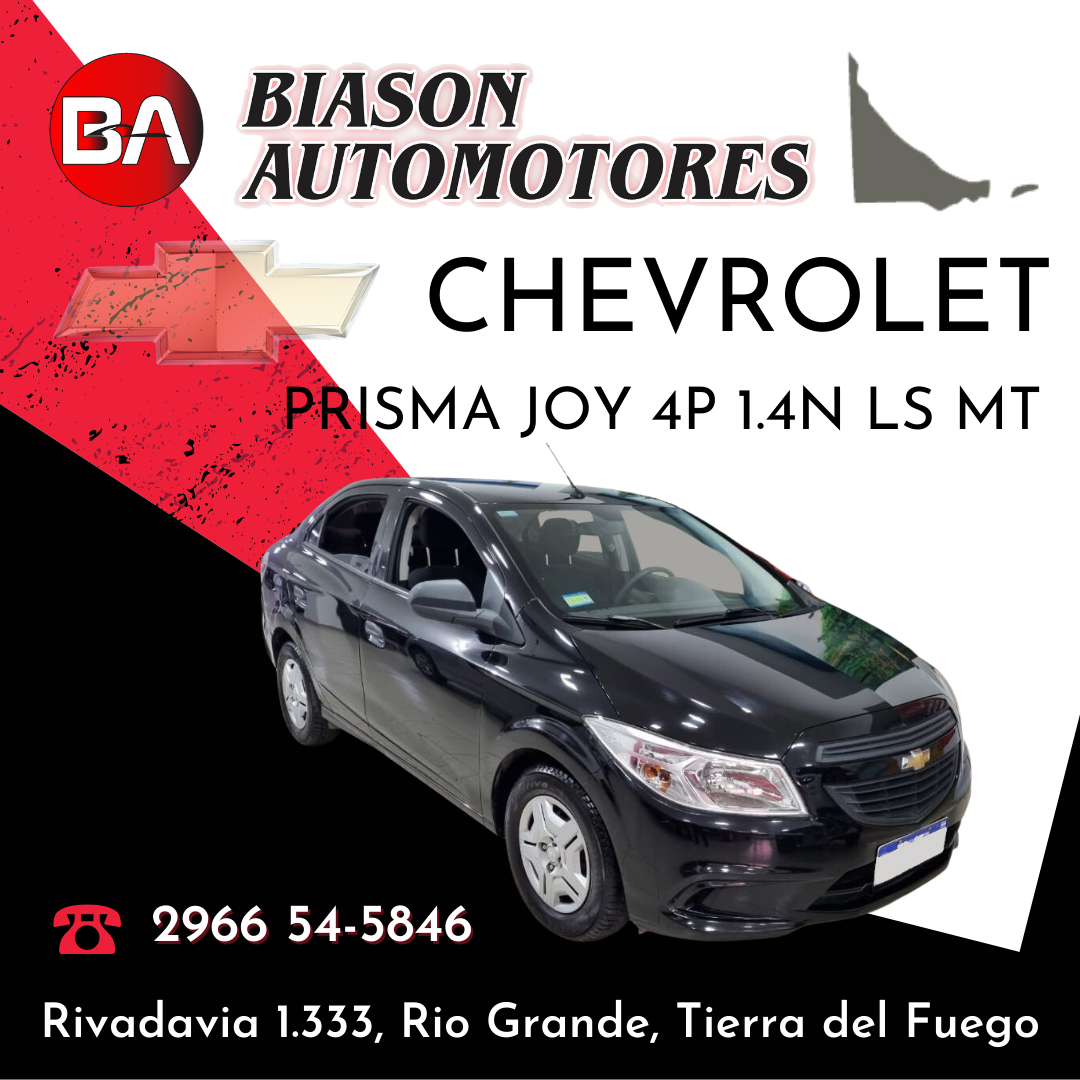 BA
BIASON
AUTOMOTORES
CHEVROLET
PRISMA JOY 4P 1.4N LS MT
2966 54-5846
Rivadavia 1.333, Rio Grande, Tierra del Fuego